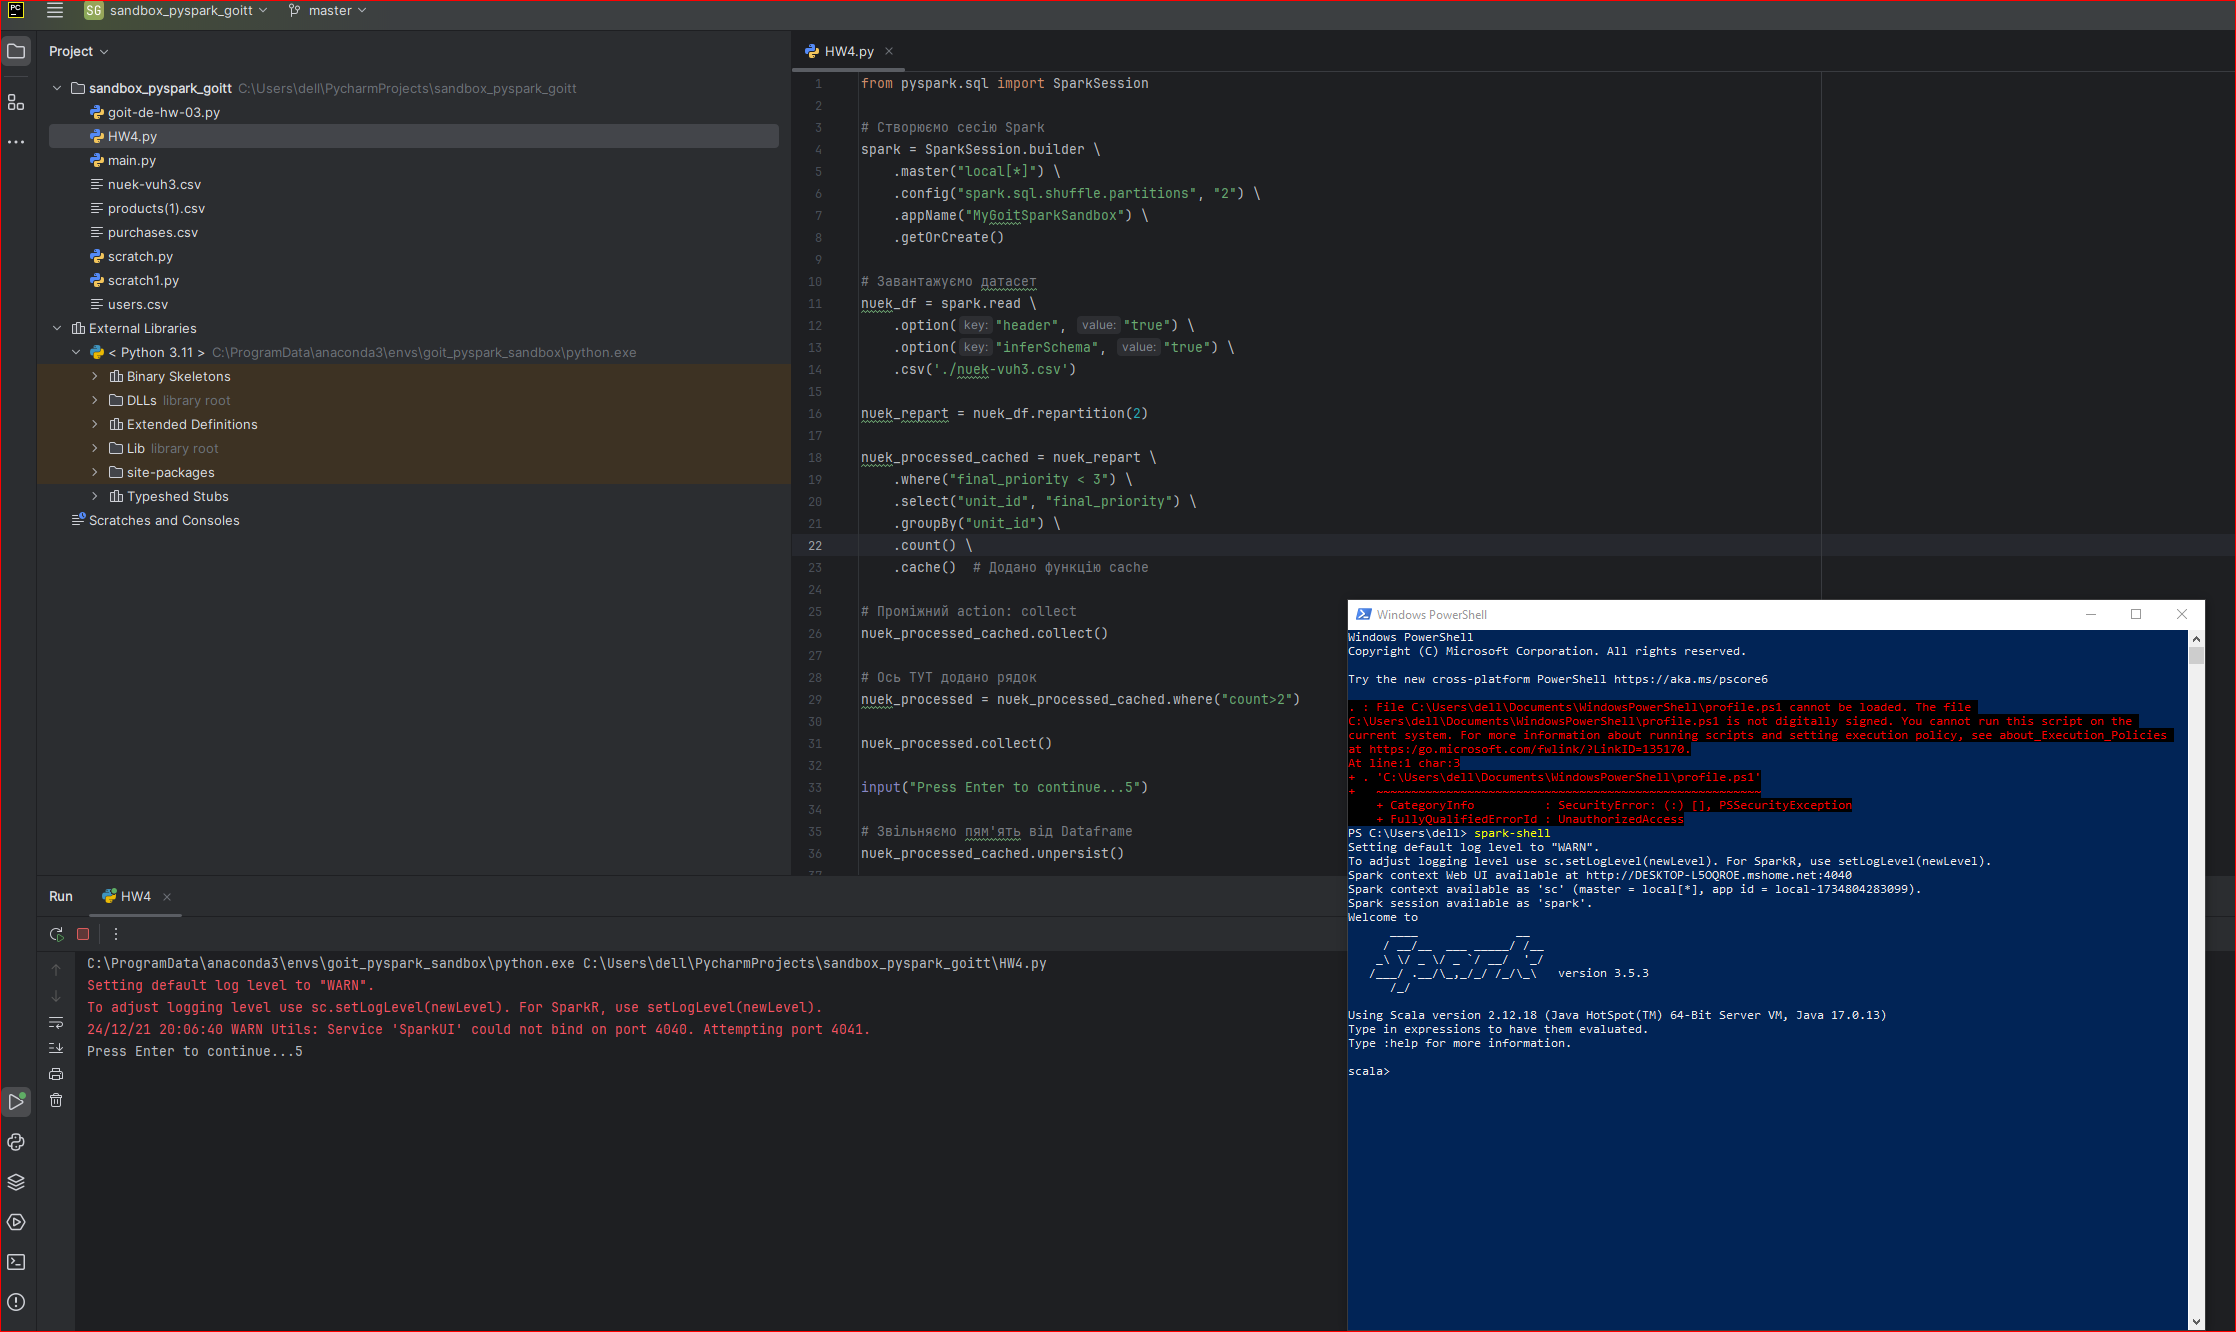 PC
SG sandbox_pyspark_goitt master
Project
sandbox_pyspark_goitt C:\Users\dell\PycharmProjects\sandbox_pyspark_goitt
goit-de-hw-03.py
HW4.py
main.py
nuek-vuh3.csv
products(1).csv
purchases.csv
scratch.py
scratch1.py
users.csv
External Libraries
< Python 3.11 > C:\ProgramData\anaconda3\envs\goit_pyspark_sandbox\python.exe
Binary Skeletons
DLLs library root
Extended Definitions
Lib library root
site-packages
Typeshed Stubs
Scratches and Consoles
HW4.py
1 from pyspark.sql import SparkSession
2
3 # Створюємо сесію Spark
4 spark = SparkSession.builder \
5 .master("local[*]") \
6 .config("spark.sql.shuffle.partitions", "2") \
7 .appName("MyGoitSparkSandbox") \
8 .getOrCreate()
9
10 # Завантажуємо датасет
11 nuek_df = spark.read \
12 .option( key: "header", value: "true") \
13 .option( key: "inferSchema", value: "true") \
14 .csv('./nuek-vuh3.csv')
15
16 nuek_repart = nuek_df.repartition(2)
17
18 nuek_processed_cached = nuek_repart \
19 .where("final_priority < 3") \
20 .select("unit_id", "final_priority") \
21 .groupBy("unit_id") \
22 .count() \
23 .cache() # Додано функцію cache
24
25 # Проміжний action: collect
26 nuek_processed_cached.collect()
27
28 # Ось ТУТ додано рядок
29 nuek_processed = nuek_processed_cached.where("count>2")
30
31 nuek_processed.collect()
32
33 input("Press Enter to continue...5")
34
35 # Звільняємо пям'ять від Dataframe
36 nuek_processed_cached.unpersist()
37
Run HW4
C:\ProgramData\anaconda3\envs\goit_pyspark_sandbox\python.exe C:\Users\dell\PycharmProjects\sandbox_pyspark_goitt\HW4.py
Setting default log level to "WARN".
To adjust logging level use sc.setLogLevel(newLevel). For SparkR, use setLogLevel(newLevel).
24/12/21 20:06:40 WARN Utils: Service 'SparkUI' could not bind on port 4040. Attempting port 4041.
Press Enter to continue...5
Windows PowerShell
Windows PowerShell
Copyright (C) Microsoft Corporation. All rights reserved.
Try the new cross-platform PowerShell https://aka.ms/pscore6
. : File C:\Users\dell\Documents\WindowsPowerShell\profile.ps1 cannot be loaded. The file
C:\Users\dell\Documents\WindowsPowerShell\profile.ps1 is not digitally signed. You cannot run this script on the
current system. For more information about running scripts and setting execution policy, see about_Execution_Policies
at https:/go.microsoft.com/fwlink/?LinkID=135170.
At line:1 char:3
+ . 'C:\Users\dell\Documents\WindowsPowerShell\profile.ps1'
+ ~~~~~~~~~~~~~~~~~~~~~~~~~~~~~~~~~~~~~~~~~~~~~~~~~~~~~~~
+ CategoryInfo : SecurityError: (:) [], PSSecurityException
+ FullyQualifiedErrorId : UnauthorizedAccess
PS C:\Users\dell> spark-shell
Setting default log level to "WARN".
To adjust logging level use sc.setLogLevel(newLevel). For SparkR, use setLogLevel(newLevel).
Spark context Web UI available at http://DESKTOP-L5OQROE.mshome.net:4040
Spark context available as 'sc' (master = local[*], app id = local-1734804283099).
Spark session available as 'spark'.
Welcome to
version 3.5.3
Using Scala version 2.12.18 (Java HotSpot(TM) 64-Bit Server VM, Java 17.0.13)
Type in expressions to have them evaluated.
Type :help for more information.
scala>